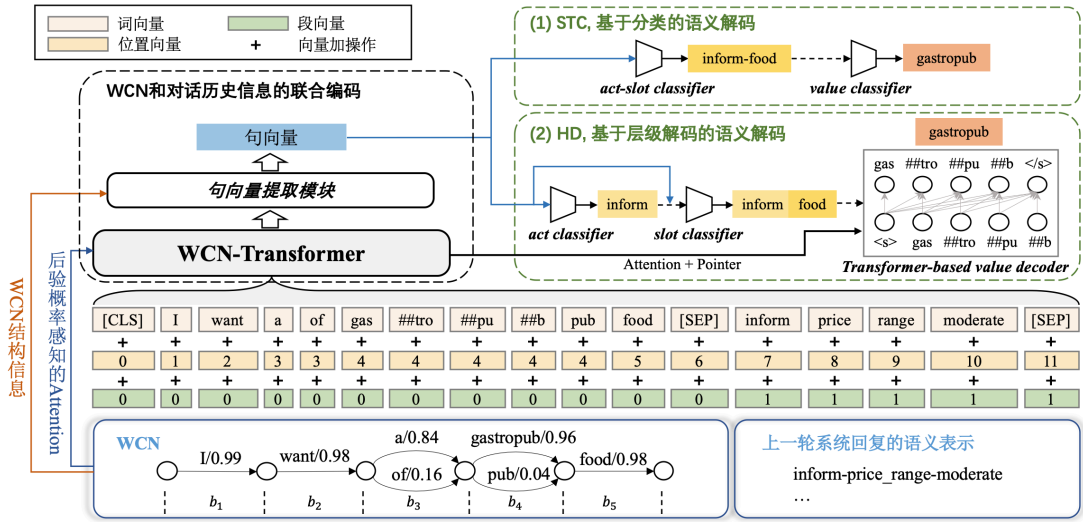 词向量
段向量
位置向量
+ 向量加操作
WCN和对话历史信息的联合编码
句向量
句向量提取模块
WCN-Transformer
(1) STC, 基于分类的语义解码
inform-food
gastropub
act-slot classifier
value classifier
(2) HD, 基于层级解码的语义解码
gastropub
gas ##tro ##pu ##b </s>
inform
inform food
act classifier
slot classifier
<s> gas ##tro ##pu ##b
Attention + Pointer
Transformer-based value decoder
WCN结构信息
后验概率感知的Attention
[CLS] I want a of gas ##tro ##pu ##b pub food [SEP] inform price range moderate [SEP]
+ + + + + + + + + + + + + + + + +
0 1 2 3 3 4 4 4 4 4 5 6 7 8 9 10 11
+ + + + + + + + + + + + + + + + +
0 0 0 0 0 0 0 0 0 0 0 0 1 1 1 1 1
WCN
I/0.99
want/0.98
a/0.84
of/0.16
gastropub/0.96
pub/0.04
food/0.98
b1 b2 b3 b4 b5
上一轮系统回复的语义表示
inform-price_range-moderate
…